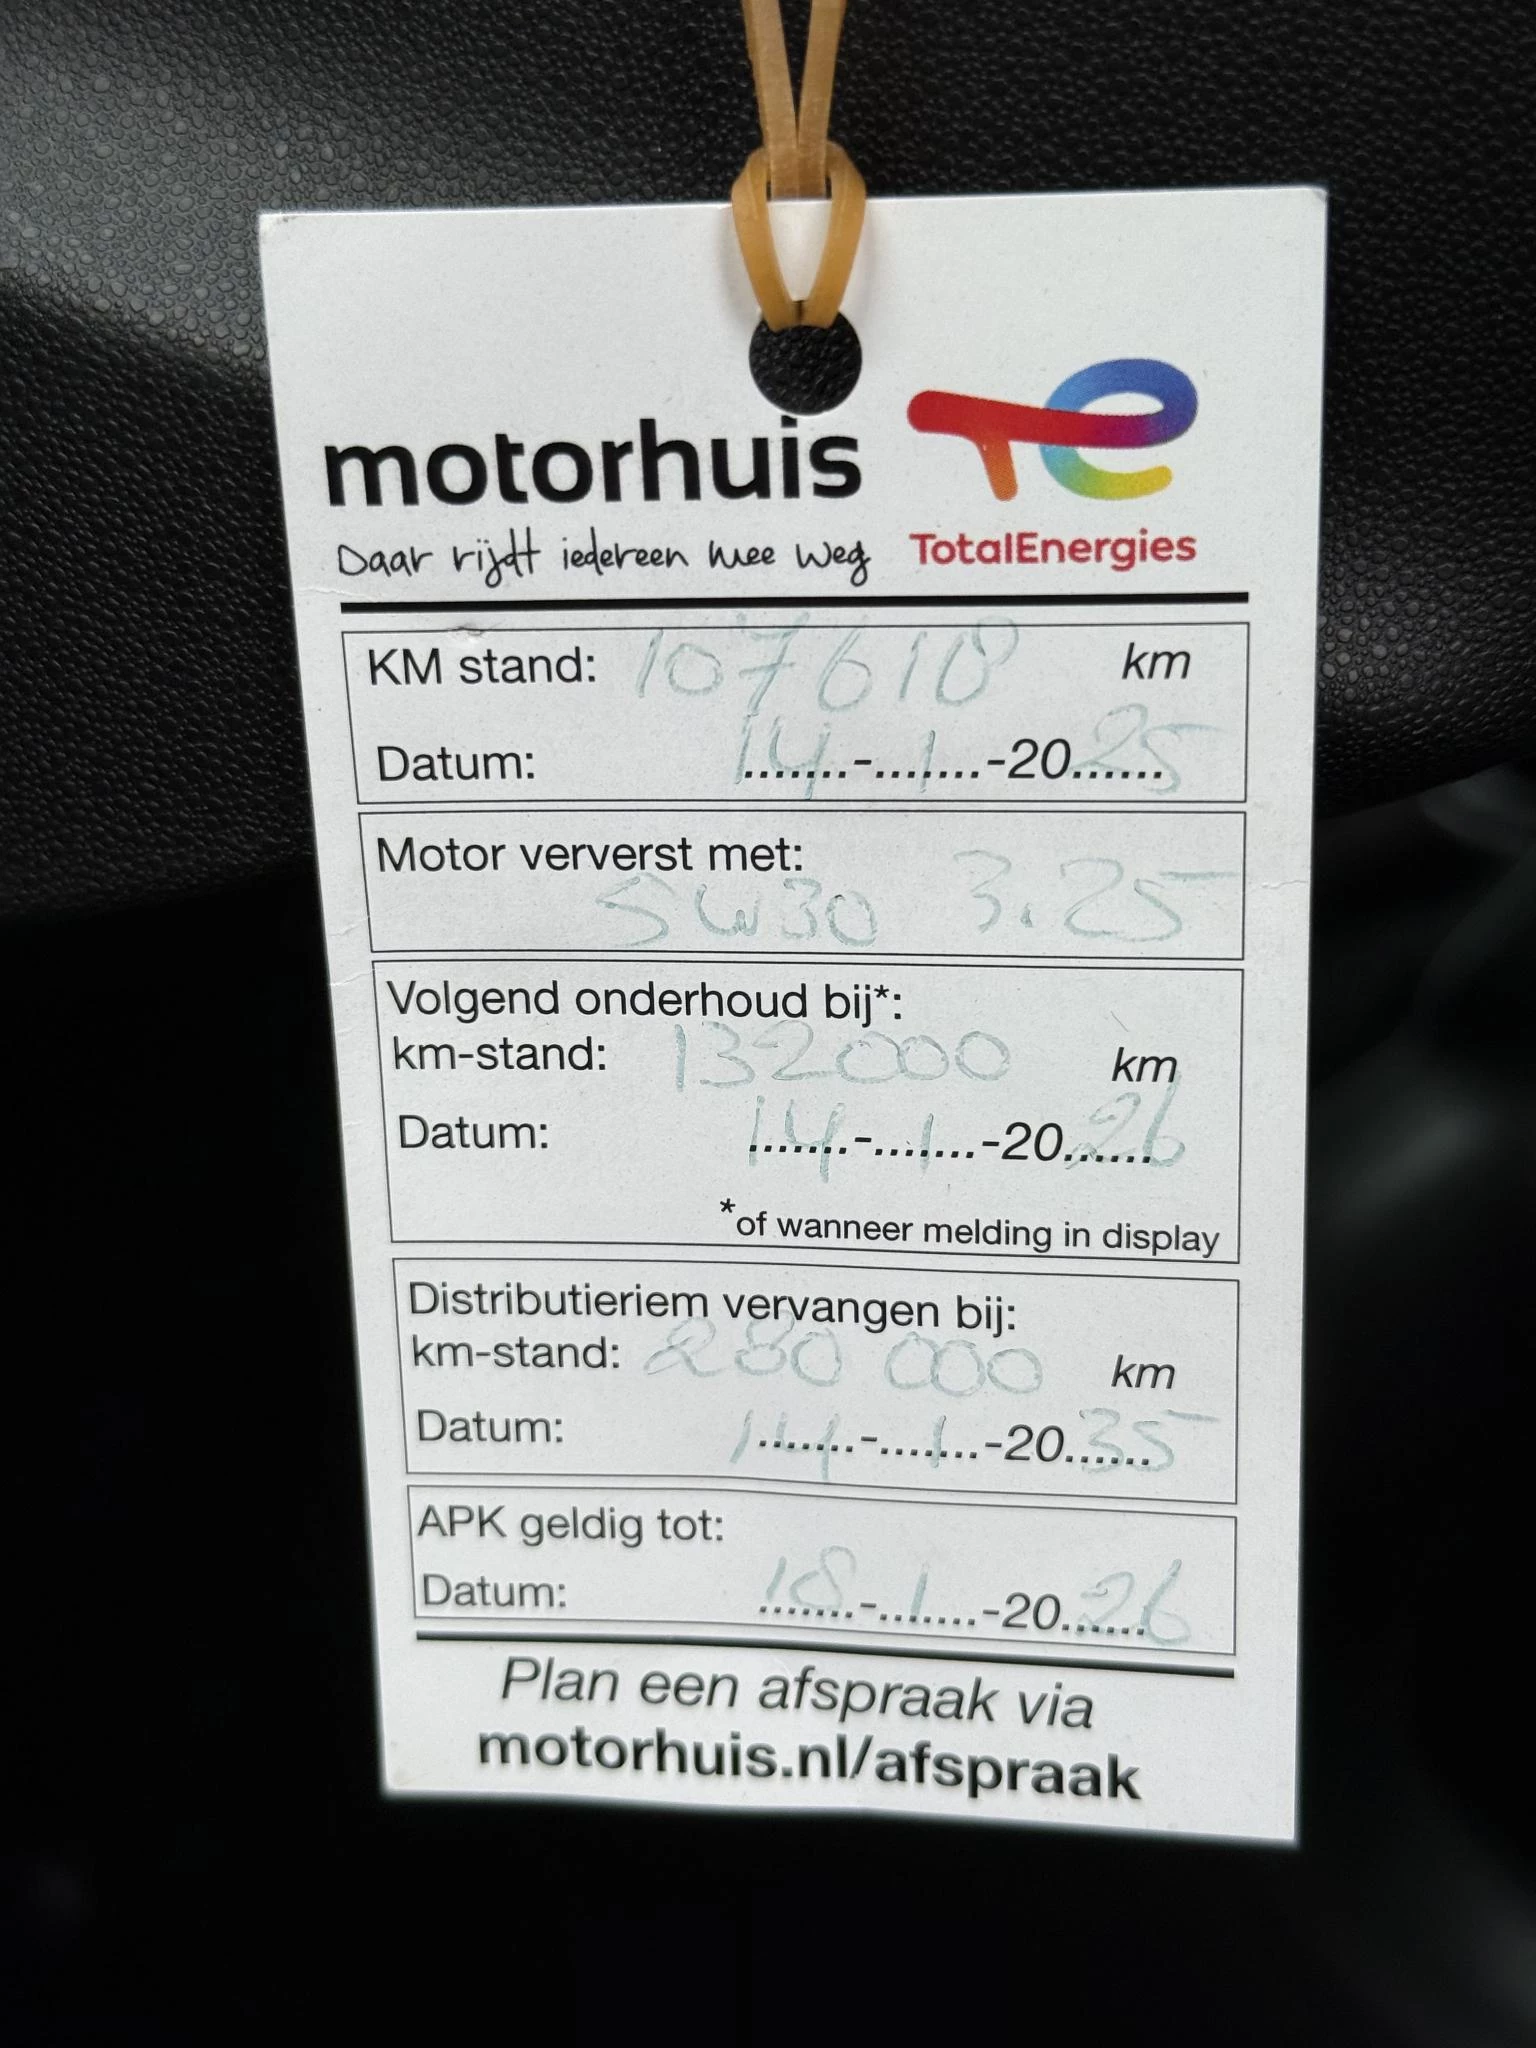 motorhuis
Daar rijdt iedereen mee weg
TotalEnergies
KM stand: 107618 km
Datum: 14-1-2025
Motor ververst met:
5W30 3.25
Volgend onderhoud bij*:
km-stand: 132000 km
Datum: 14-1-2026
*of wanneer melding in display
Distributieriem vervangen bij:
km-stand: 280 000 km
Datum: 14-1-2035
APK geldig tot:
Datum: 18-1-2026
Plan een afspraak via
motorhuis.nl/afspraak